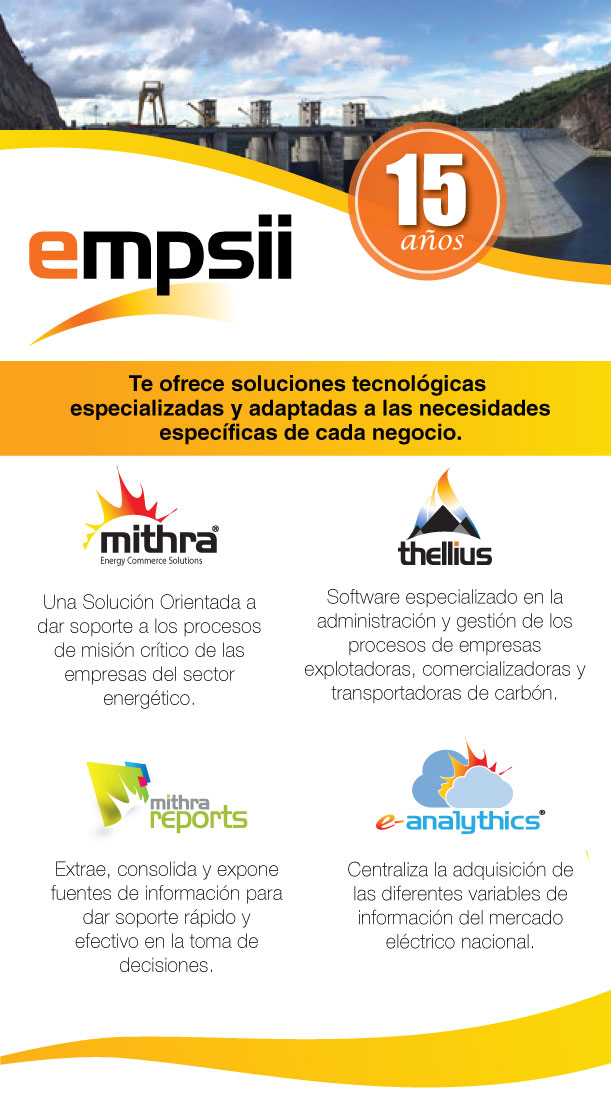 15
años
empsii
Te ofrece soluciones tecnológicas
especializadas y adaptadas a las necesidades
específicas de cada negocio.
mithra®
Energy Commerce Solutions
Una Solución Orientada a
dar soporte a los procesos
de misión crítico de las
empresas del sector
energético.
thellius
Software especializado en la
administración y gestión de los
procesos de empresas
explotadoras, comercializadoras y
transportadoras de carbón.
mithra
reports
Extrae, consolida y expone
fuentes de información para
dar soporte rápido y
efectivo en la toma de
decisiones.
e-analythics®
Centraliza la adquisición de
las diferentes variables de
información del mercado
eléctrico nacional.